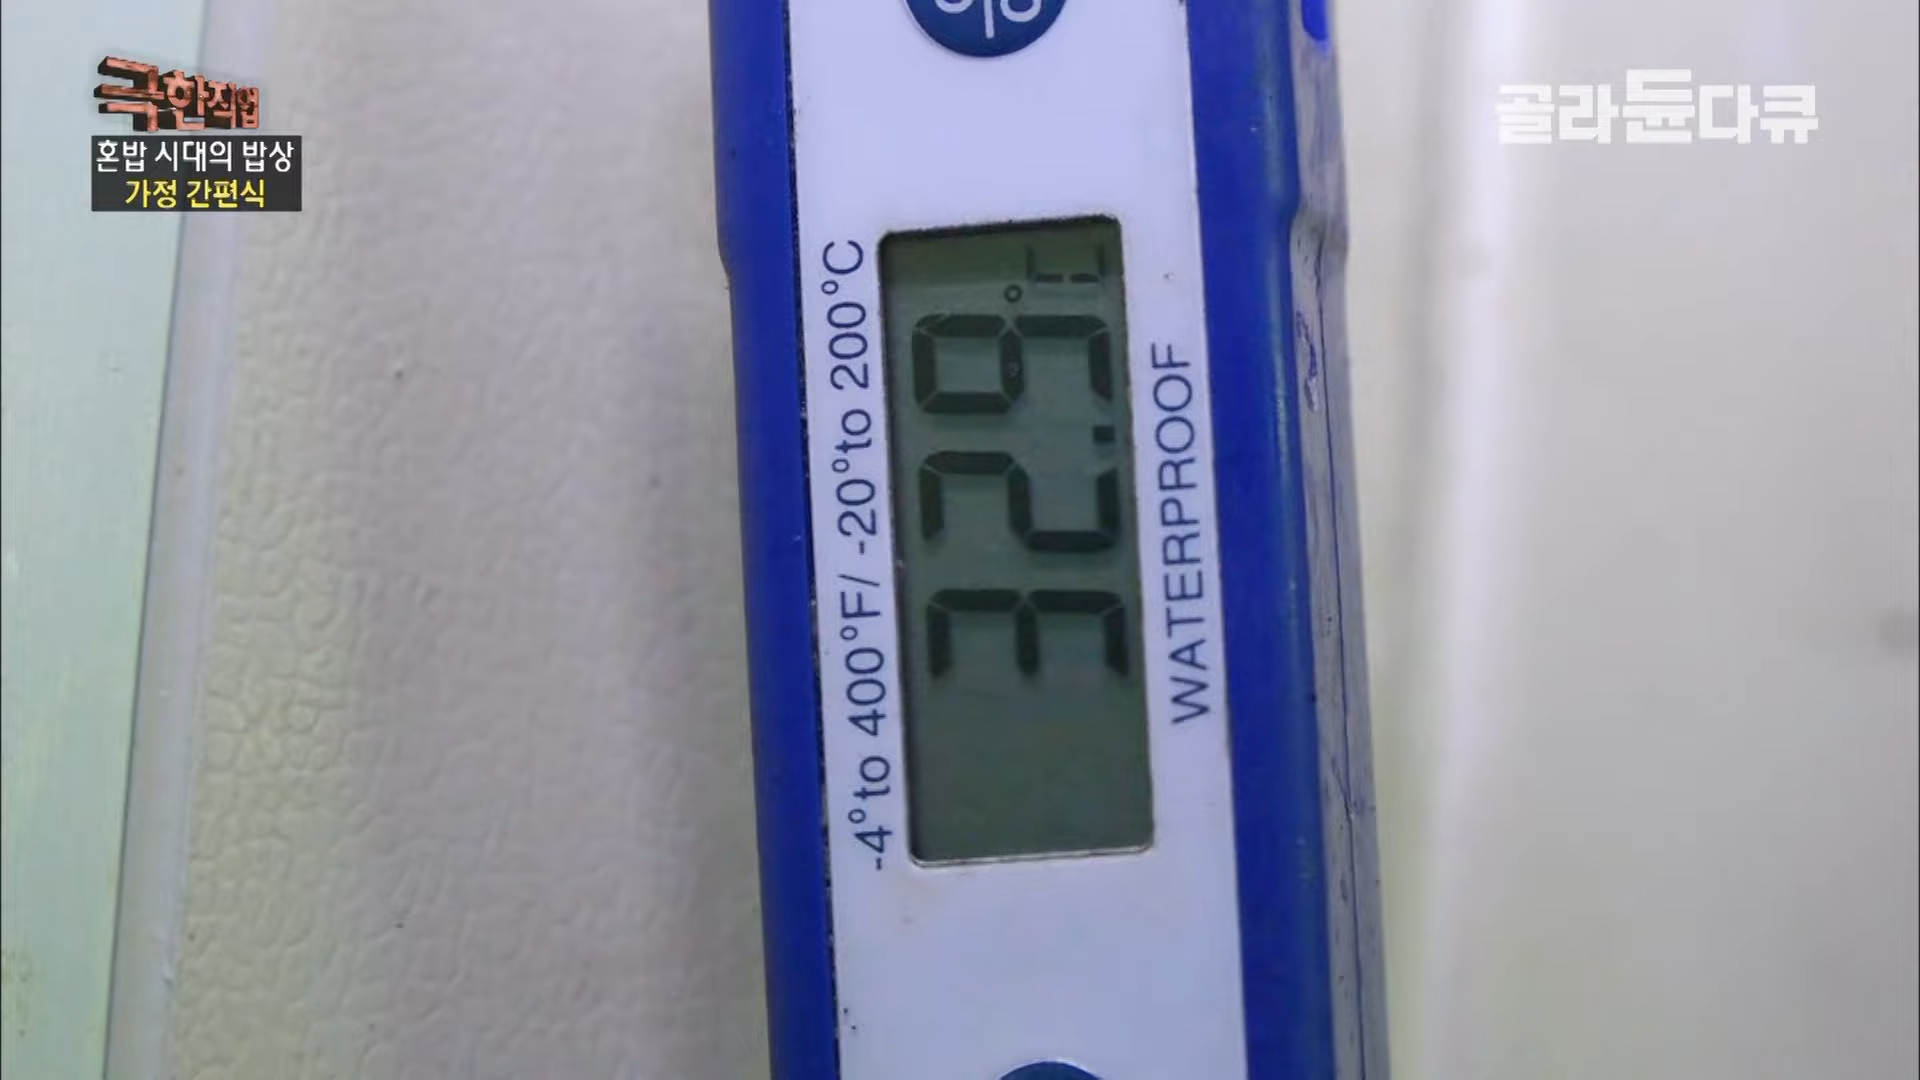 극한직업
혼밥 시대의 밥상
가정 간편식
골라듄다큐
-4°to 400°F/ -20°to 200°C
32.9°C
WATERPROOF